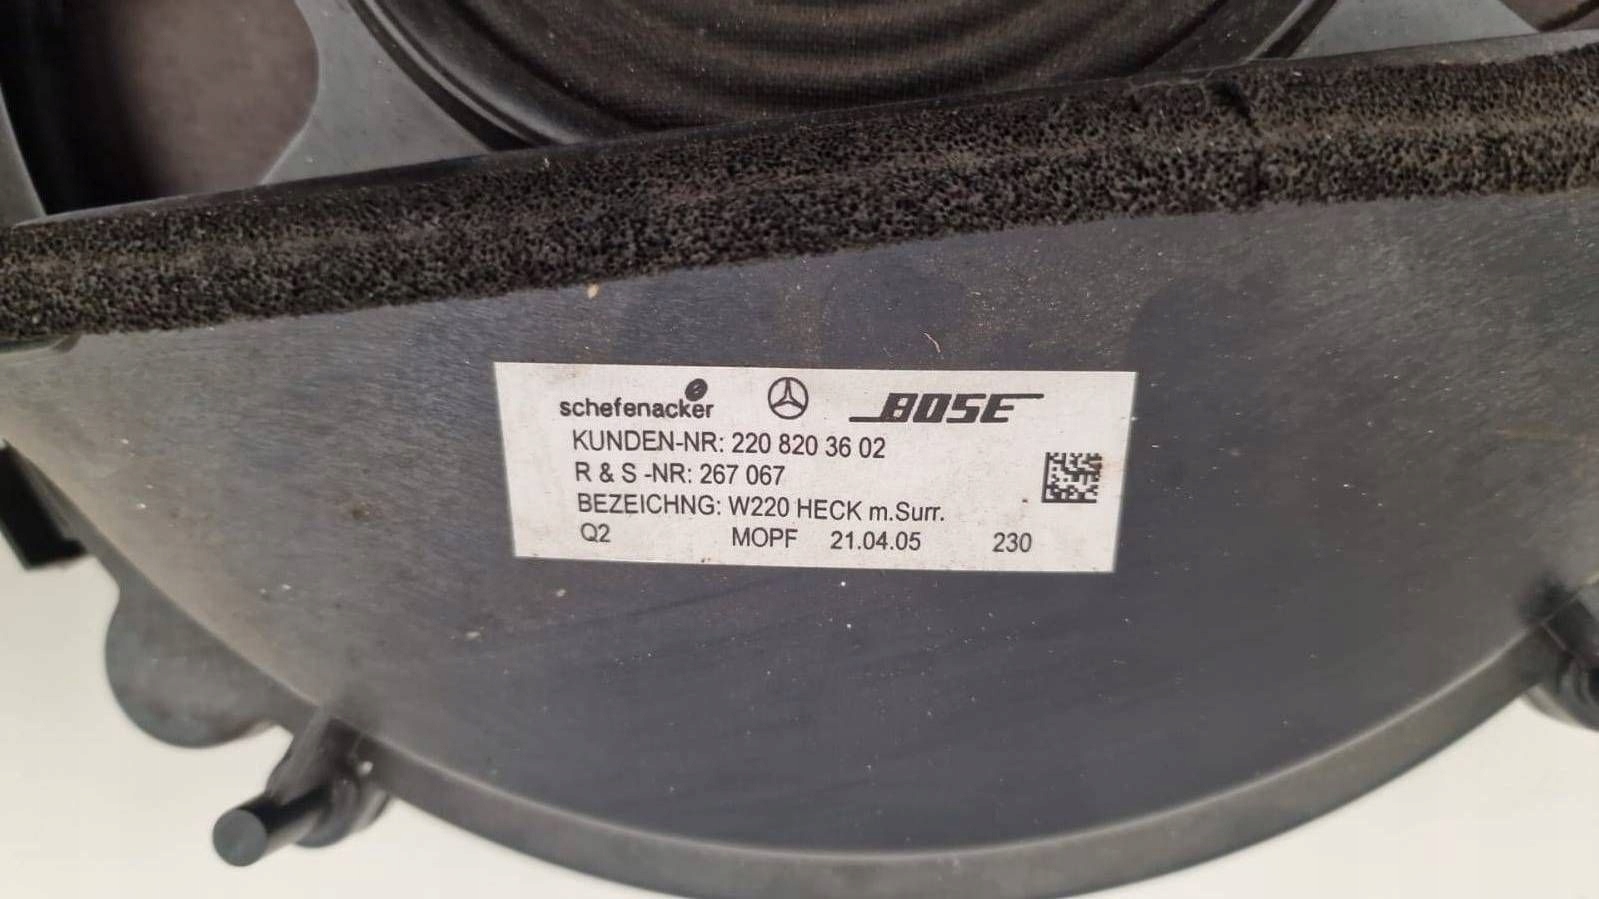 schefenacker BOSE
KUNDEN-NR: 220 820 36 02
R & S -NR: 267 067
BEZEICHNG: W220 HECK m.Surr.
Q2 MOPF 21.04.05 230